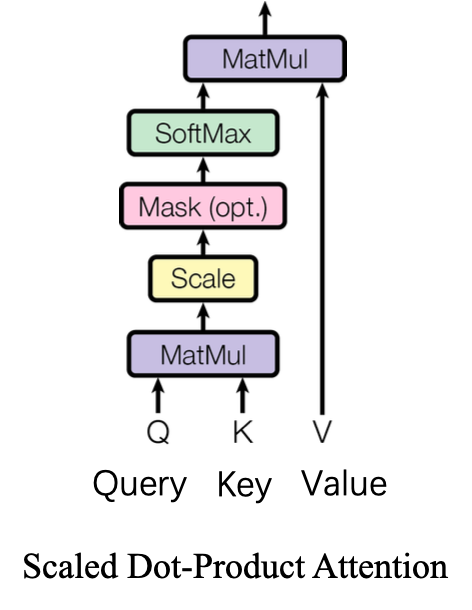 MatMul
SoftMax
Mask (opt.)
Scale
MatMul
Q K V
Query Key Value
Scaled Dot-Product Attention